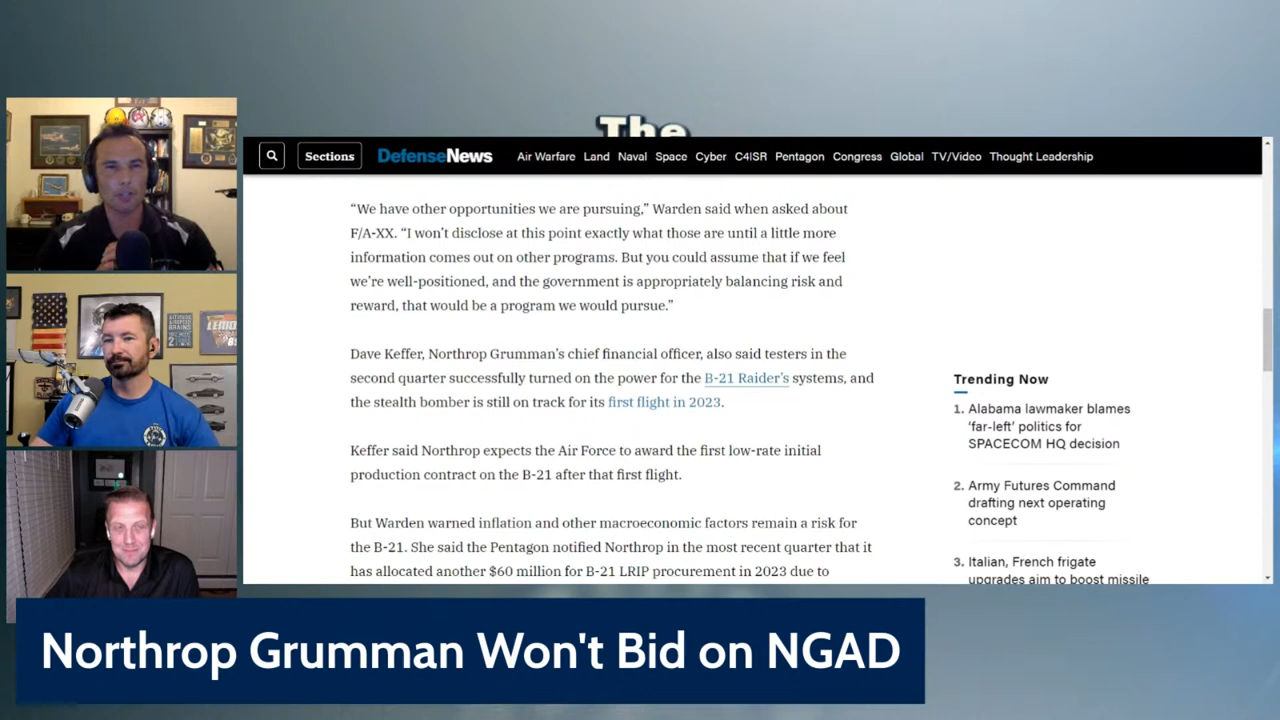 The
Sections
DefenseNews
Air Warfare Land Naval Space Cyber C4ISR Pentagon Congress Global TV/Video Thought Leadership
“We have other opportunities we are pursuing,” Warden said when asked about
F/A-XX. “I won’t disclose at this point exactly what those are until a little more
information comes out on other programs. But you could assume that if we feel
we’re well-positioned, and the government is appropriately balancing risk and
reward, that would be a program we would pursue.”
Dave Keffer, Northrop Grumman’s chief financial officer, also said testers in the
second quarter successfully turned on the power for the B-21 Raider’s systems, and
the stealth bomber is still on track for its first flight in 2023.
Keffer said Northrop expects the Air Force to award the first low-rate initial
production contract on the B-21 after that first flight.
But Warden warned inflation and other macroeconomic factors remain a risk for
the B-21. She said the Pentagon notified Northrop in the most recent quarter that it
has allocated another $60 million for B-21 LRIP procurement in 2023 due to
Trending Now
1. Alabama lawmaker blames
‘far-left’ politics for
SPACECOM HQ decision
2. Army Futures Command
drafting next operating
concept
3. Italian, French frigate
upgrades aim to boost missile
Northrop Grumman Won't Bid on NGAD